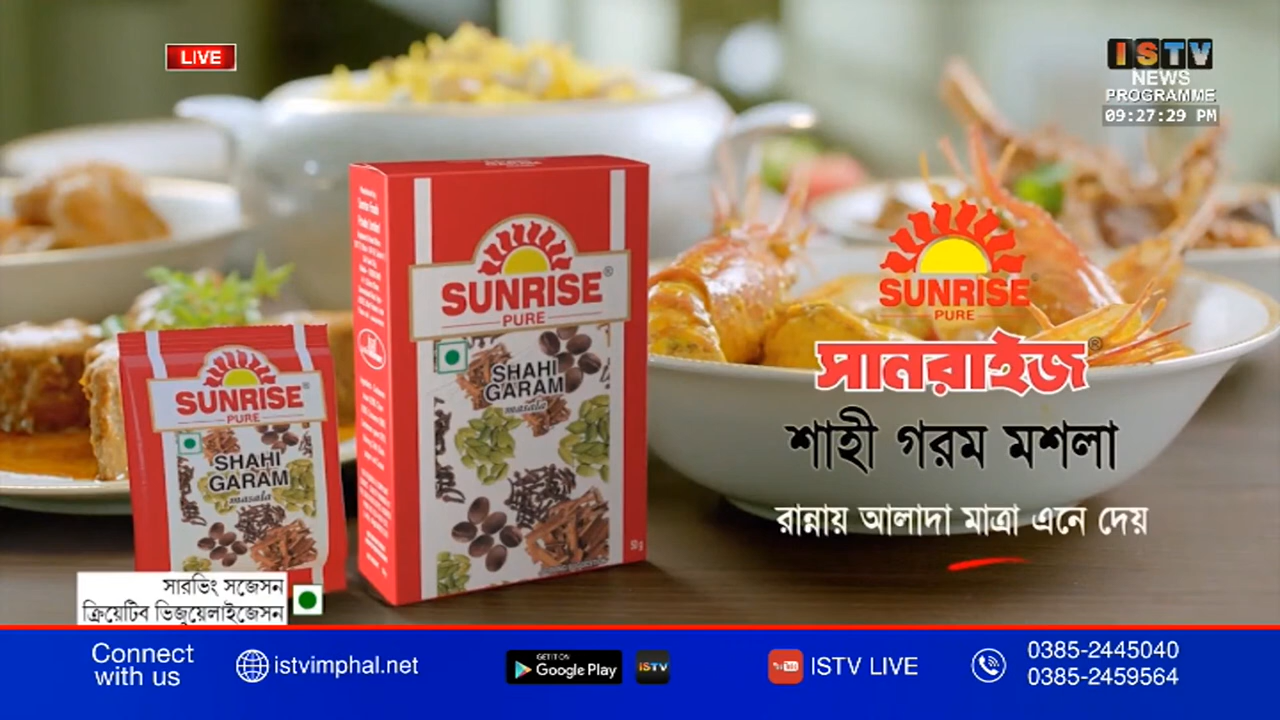 LIVE
ISTV
NEWS
PROGRAMME
09:27:29 PM
SUNRISE®
PURE
SHAHI
GARAM
masala
50 g
SUNRISE
PURE
SHAHI
GARAM
masala
SUNRISE
PURE
সানরাইজ®
শাহী গরম মশলা
রান্নায় আলাদা মাত্রা এনে দেয়
সারভিং সজেসন
ক্রিয়েটিব ভিজুয়েলাইজেসন
Connect
with us
istvimphal.net
GET IT ON
Google Play
ISTV
YouTube
ISTV LIVE
0385-2445040
0385-2459564